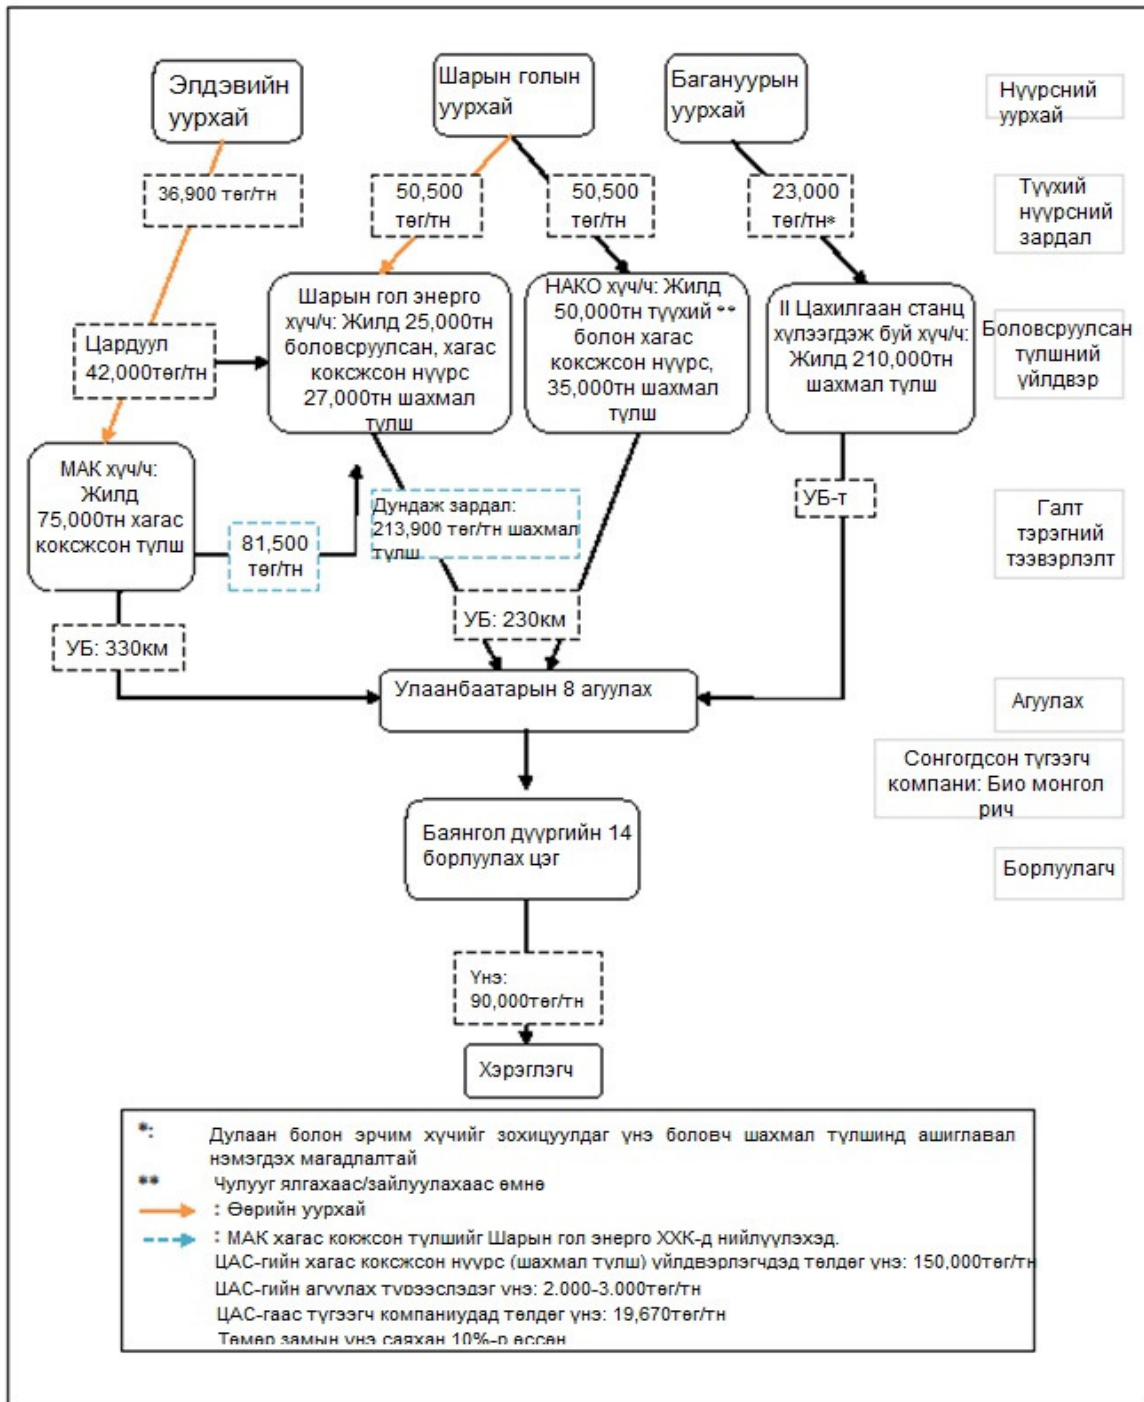 Элдэвийн
уурхай
Шарын голын
уурхай
Багануурын
уурхай
Нүүрсний
уурхай
36,900 төг/тн
50,500
төг/тн
50,500
төг/тн
23,000
төг/тн*
Түүхий
нүүрсний
зардал
Цардуул
42,000төг/тн
Шарын гол энерго
хүч/ч: Жилд 25,000тн
боловсруулсан, хагас
коксжсон нүүрс
27,000тн шахмал
түлш
НАКО хүч/ч: Жилд
50,000тн түүхий **
болон хагас
коксжсон нүүрс,
35,000тн шахмал
түлш
II Цахилгаан станц
хүлээгдэж буй хүч/ч:
Жилд 210,000тн
шахмал түлш
Боловсруулсан
түлшний
үйлдвэр
МАК хүч/ч:
Жилд
75,000тн хагас
коксжсон түлш
81,500
төг/тн
Дундаж зардал:
213,900 төг/тн шахмал
түлш
УБ-т
Галт
тэрэгний
тээвэрлэлт
УБ: 330км
УБ: 230км
Улаанбаатарын 8 агуулах
Агуулах
Сонгогдсон түгээгч
компани: Био монгол
рич
Баянгол дүүргийн 14
борлуулах цэг
Борлуулагч
Үнэ:
90,000төг/тн
Хэрэглэгч
*: Дулаан болон эрчим хүчийг зохицуулдаг үнэ боловч шахмал түлшинд ашиглавал
нэмэгдэх магадлалтай
** Чулууг ялгахаас/зайлуулахаас өмнө
: Өөрийн уурхай
: МАК хагас кокжсон түлшийг Шарын гол энерго ХХК-д нийлүүлэхэд.
ЦАС-гийн хагас коксжсон нүүрс (шахмал түлш) үйлдвэрлэгчдэд төлдөг үнэ: 150,000төг/тн
ЦАС-гийн агуулах түрээслэдэг үнэ: 2.000-3.000төг/тн
ЦАС-гаас түгээгч компаниудад төлдөг үнэ: 19,670төг/тн
Төмөр замын үнэ саяхан 10%-р өссөн